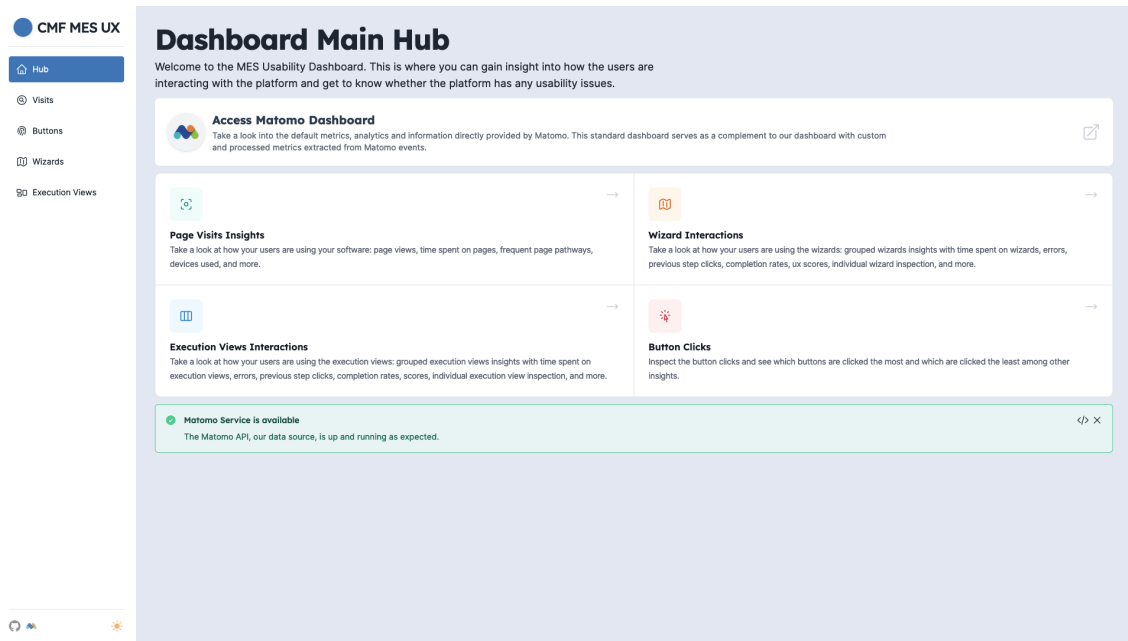 CMF MES UX
Hub
Visits
Buttons
Wizards
Execution Views
Dashboard Main Hub
Welcome to the MES Usability Dashboard. This is where you can gain insight into how the users are
interacting with the platform and get to know whether the platform has any usability issues.
Access Matomo Dashboard
Take a look into the default metrics, analytics and information directly provided by Matomo. This standard dashboard serves as a complement to our dashboard with custom
and processed metrics extracted from Matomo events.
Page Visits Insights
Take a look at how your users are using your software: page views, time spent on pages, frequent page pathways,
devices used, and more.
Wizard Interactions
Take a look at how your users are using the wizards: grouped wizards insights with time spent on wizards, errors,
previous step clicks, completion rates, ux scores, individual wizard inspection, and more.
Execution Views Interactions
Take a look at how your users are using the execution views: grouped execution views insights with time spent on
execution views, errors, previous step clicks, completion rates, scores, individual execution view inspection, and more.
Button Clicks
Inspect the button clicks and see which buttons are clicked the most and which are clicked the least among other
insights.
Matomo Service is available
The Matomo API, our data source, is up and running as expected.